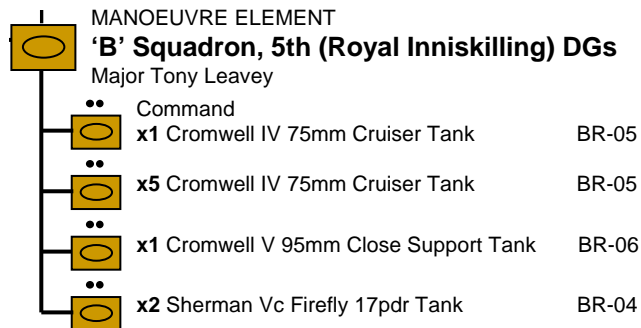 MANOEUVRE ELEMENT
‘B’ Squadron, 5th (Royal Inniskilling) DGs
Major Tony Leavey
Command
x1 Cromwell IV 75mm Cruiser Tank BR-05
x5 Cromwell IV 75mm Cruiser Tank BR-05
x1 Cromwell V 95mm Close Support Tank BR-06
x2 Sherman Vc Firefly 17pdr Tank BR-04